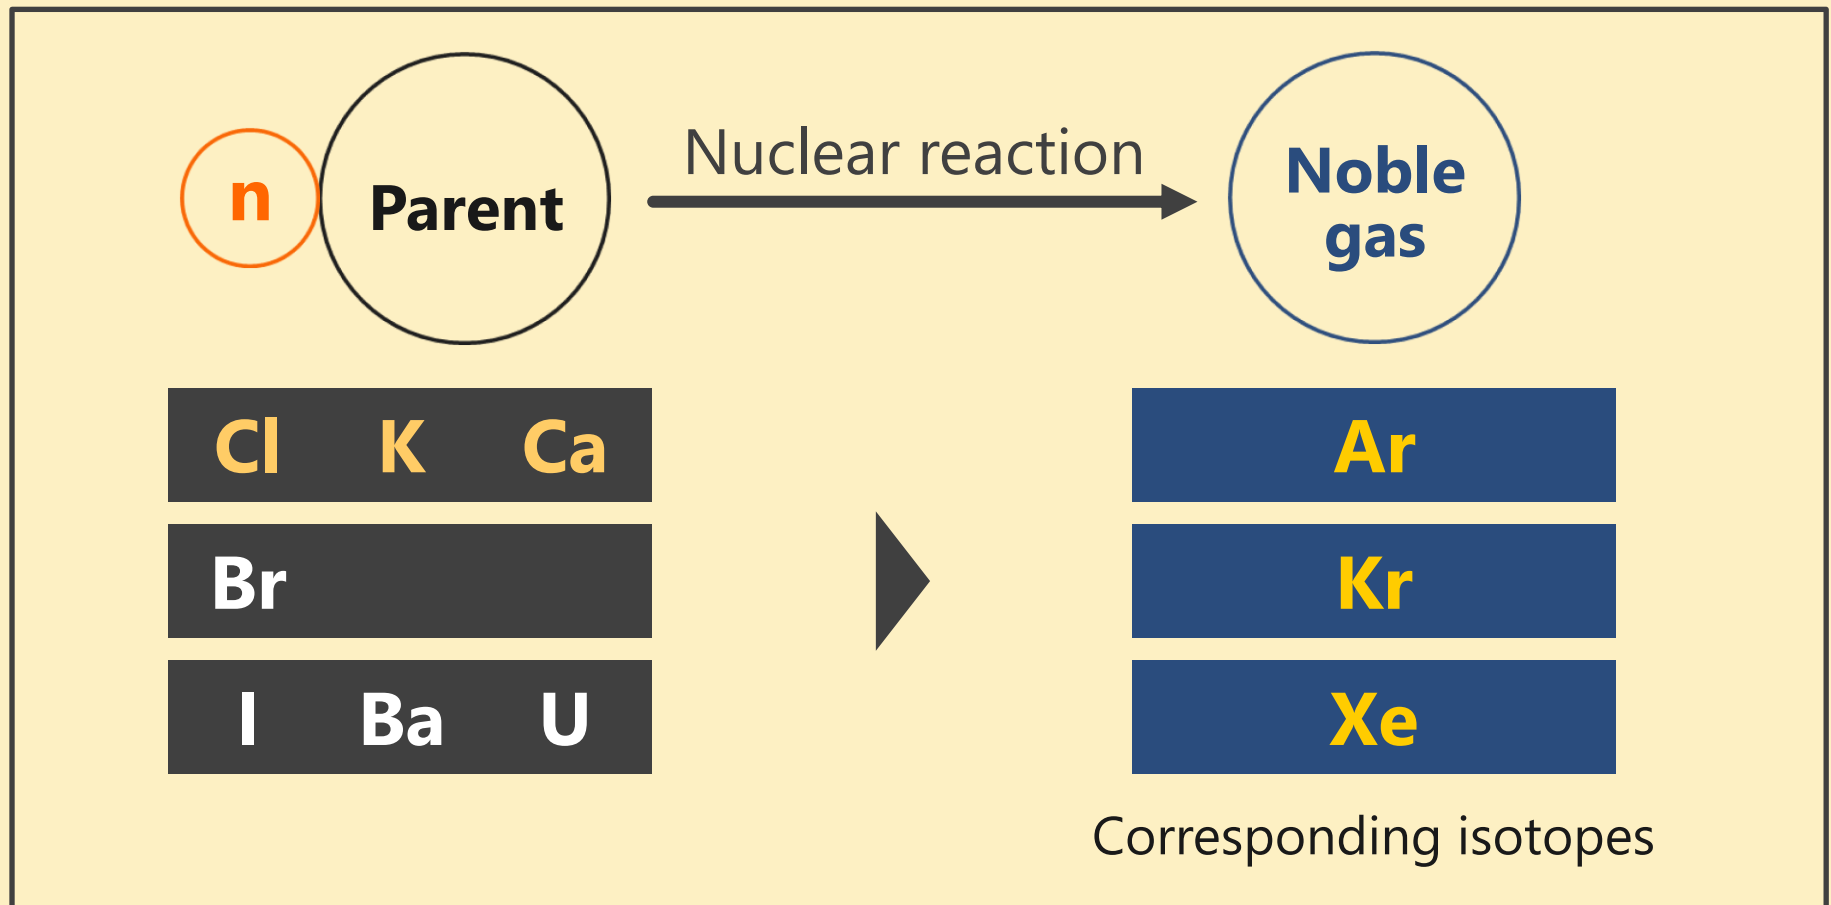 n
Parent
Nuclear reaction
Noble
gas
Cl K Ca
Ar
Br
Kr
I Ba U
Xe
Corresponding isotopes